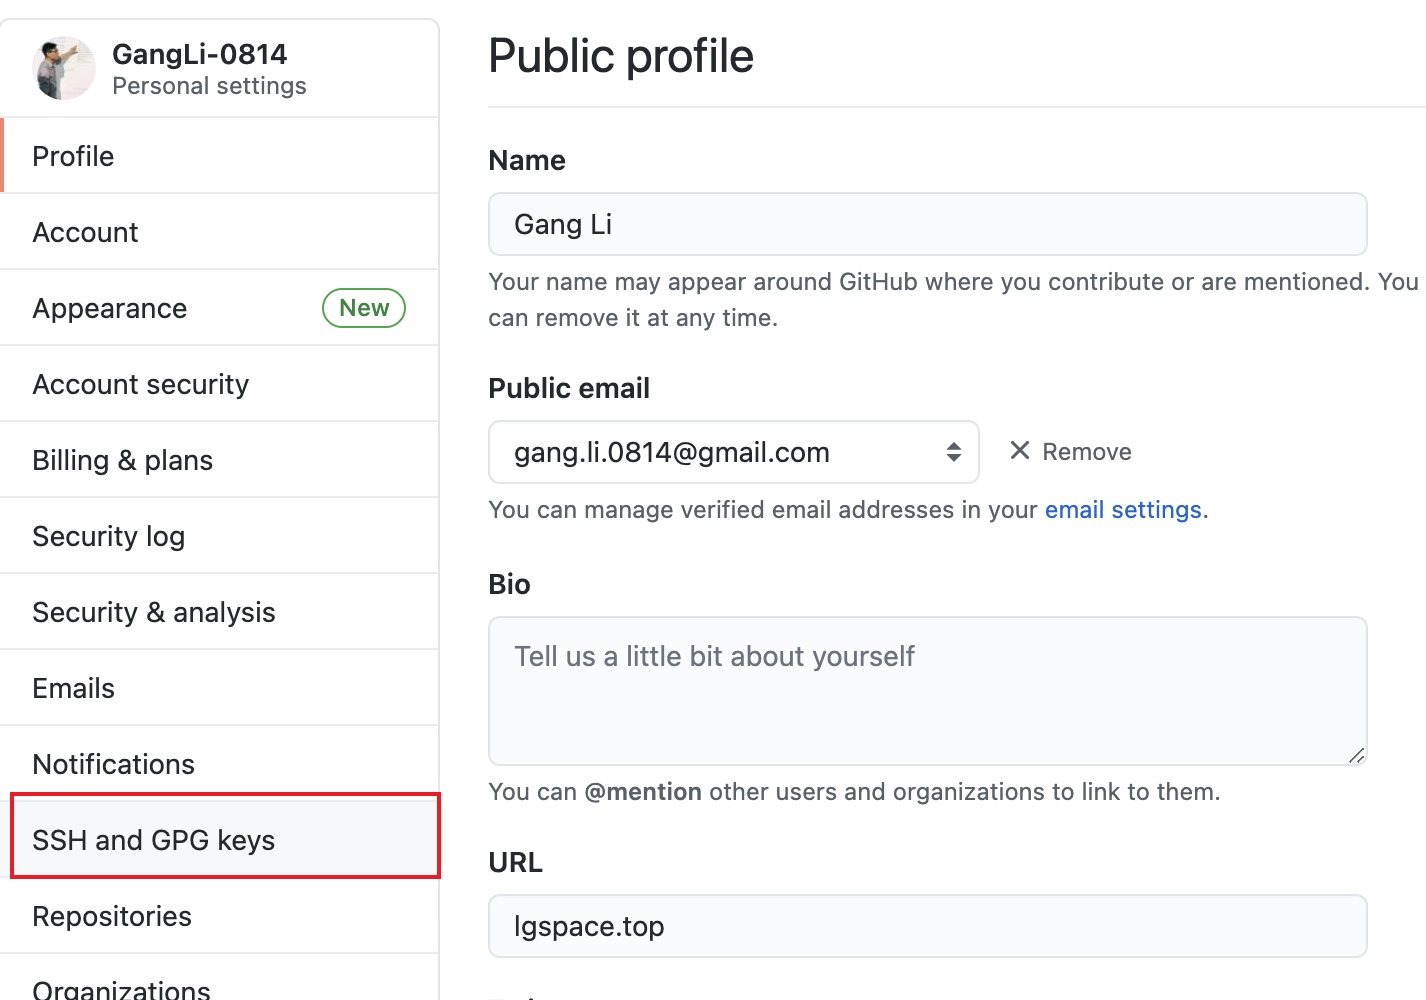 GangLi-0814
Personal settings
Profile
Account
Appearance
New
Account security
Billing & plans
Security log
Security & analysis
Emails
Notifications
SSH and GPG keys
Repositories
Organizations
Public profile
Name
Gang Li
Your name may appear around GitHub where you contribute or are mentioned. You
can remove it at any time.
Public email
gang.li.0814@gmail.com
Remove
You can manage verified email addresses in your email settings.
Bio
Tell us a little bit about yourself
You can @mention other users and organizations to link to them.
URL
lgspace.top